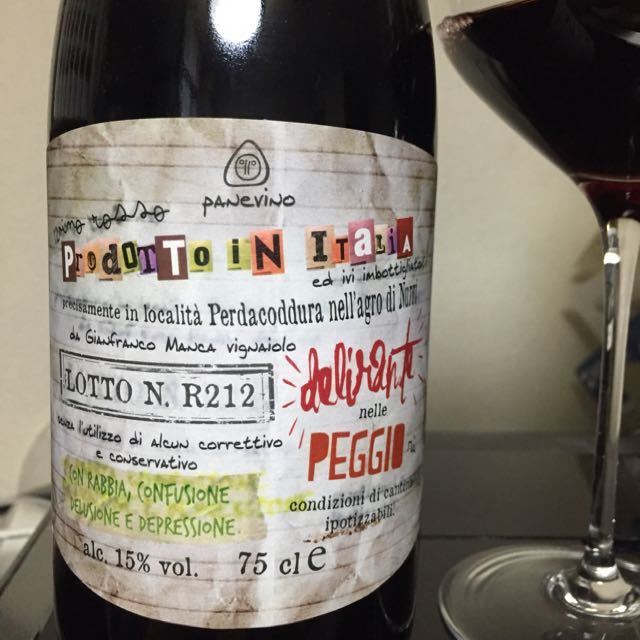 PANEVINO
vino rosso
PRODOTTO IN ITALIA
ed ivi imbottigliato
precisamente in località Perdacoddura nell'agro di
da Gianfranco Manca vignaiolo
LOTTO N. R212
senza l'utilizzo di alcun correttivo
e conservativo
CON RABBIA, CONFUSIONE
DELUSIONE E DEPRESSIONE
delirante
nelle
PEGGIO
condizioni di
ipotizzabili.
alc. 15% vol. 75 cl e